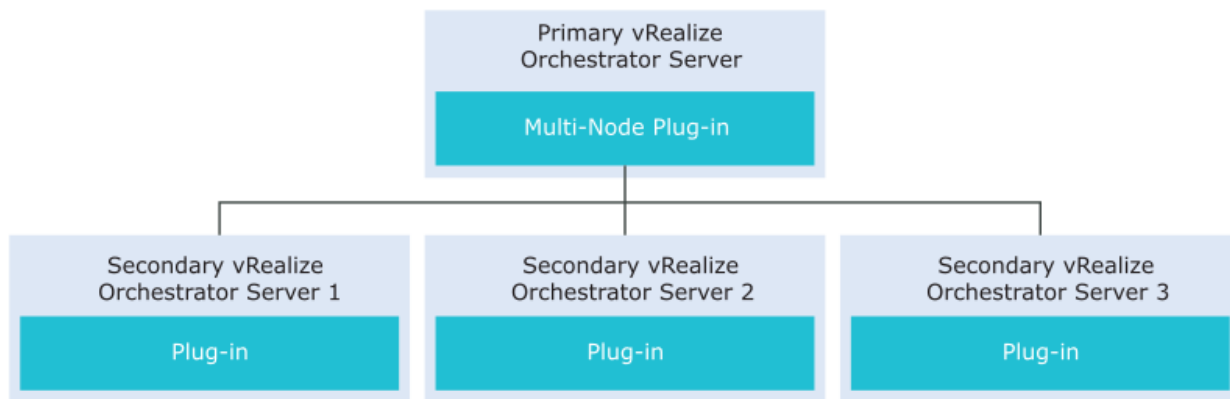 Primary vRealize
Orchestrator Server
Multi-Node Plug-in
Secondary vRealize
Orchestrator Server 1
Plug-in
Secondary vRealize
Orchestrator Server 2
Plug-in
Secondary vRealize
Orchestrator Server 3
Plug-in